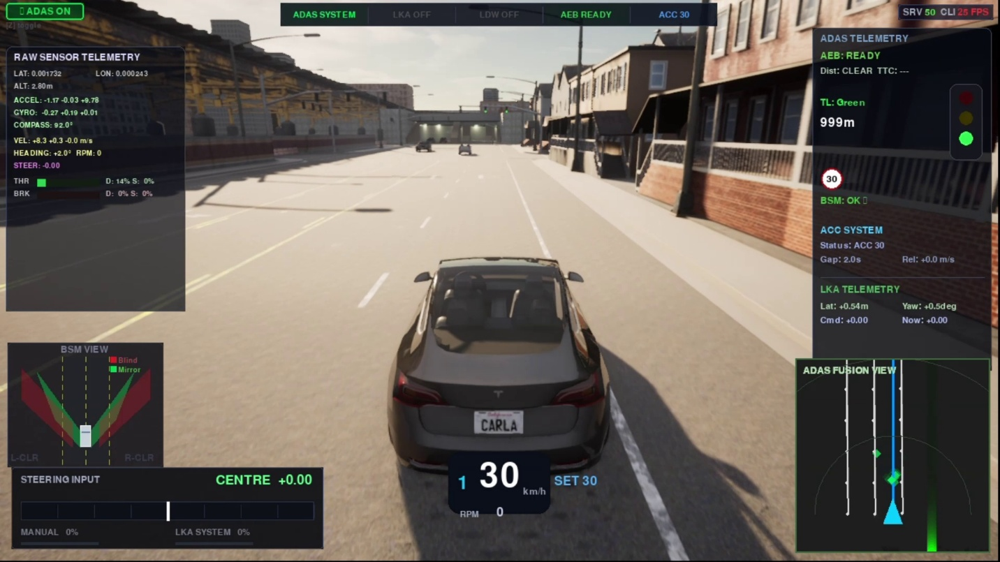 ADAS ON
[Z] toggle
ADAS SYSTEM
LKA OFF
LDW OFF
AEB READY
ACC 30
SRV 50 CLI 25 FPS
RAW SENSOR TELEMETRY
LAT: 0.001732 LON: 0.000243
ALT: 2.80m
ACCEL: -1.17 -0.03 +9.78
GYRO: -0.27 +0.19 +0.01
COMPASS: 92.0°
VEL: +8.3 +0.3 -0.0 m/s
HEADING: +2.0° RPM: 0
STEER: -0.00
THR D: 14% S: 0%
BRK D: 0% S: 0%
ADAS TELEMETRY
AEB: READY
Dist: CLEAR TTC: ---
TL: Green
999m
30
BSM: OK
ACC SYSTEM
Status: ACC 30
Gap: 2.0s Rel: +0.0 m/s
LKA TELEMETRY
Lat: +0.54m Yaw: +0.5deg
Cmd: +0.00 Now: +0.00
BSM VIEW
Blind
Mirror
L-CLR R-CLR
ADAS FUSION VIEW
STEERING INPUT CENTRE +0.00
MANUAL 0% LKA SYSTEM 0%
California
CARLA
1 30 km/h SET 30
RPM 0